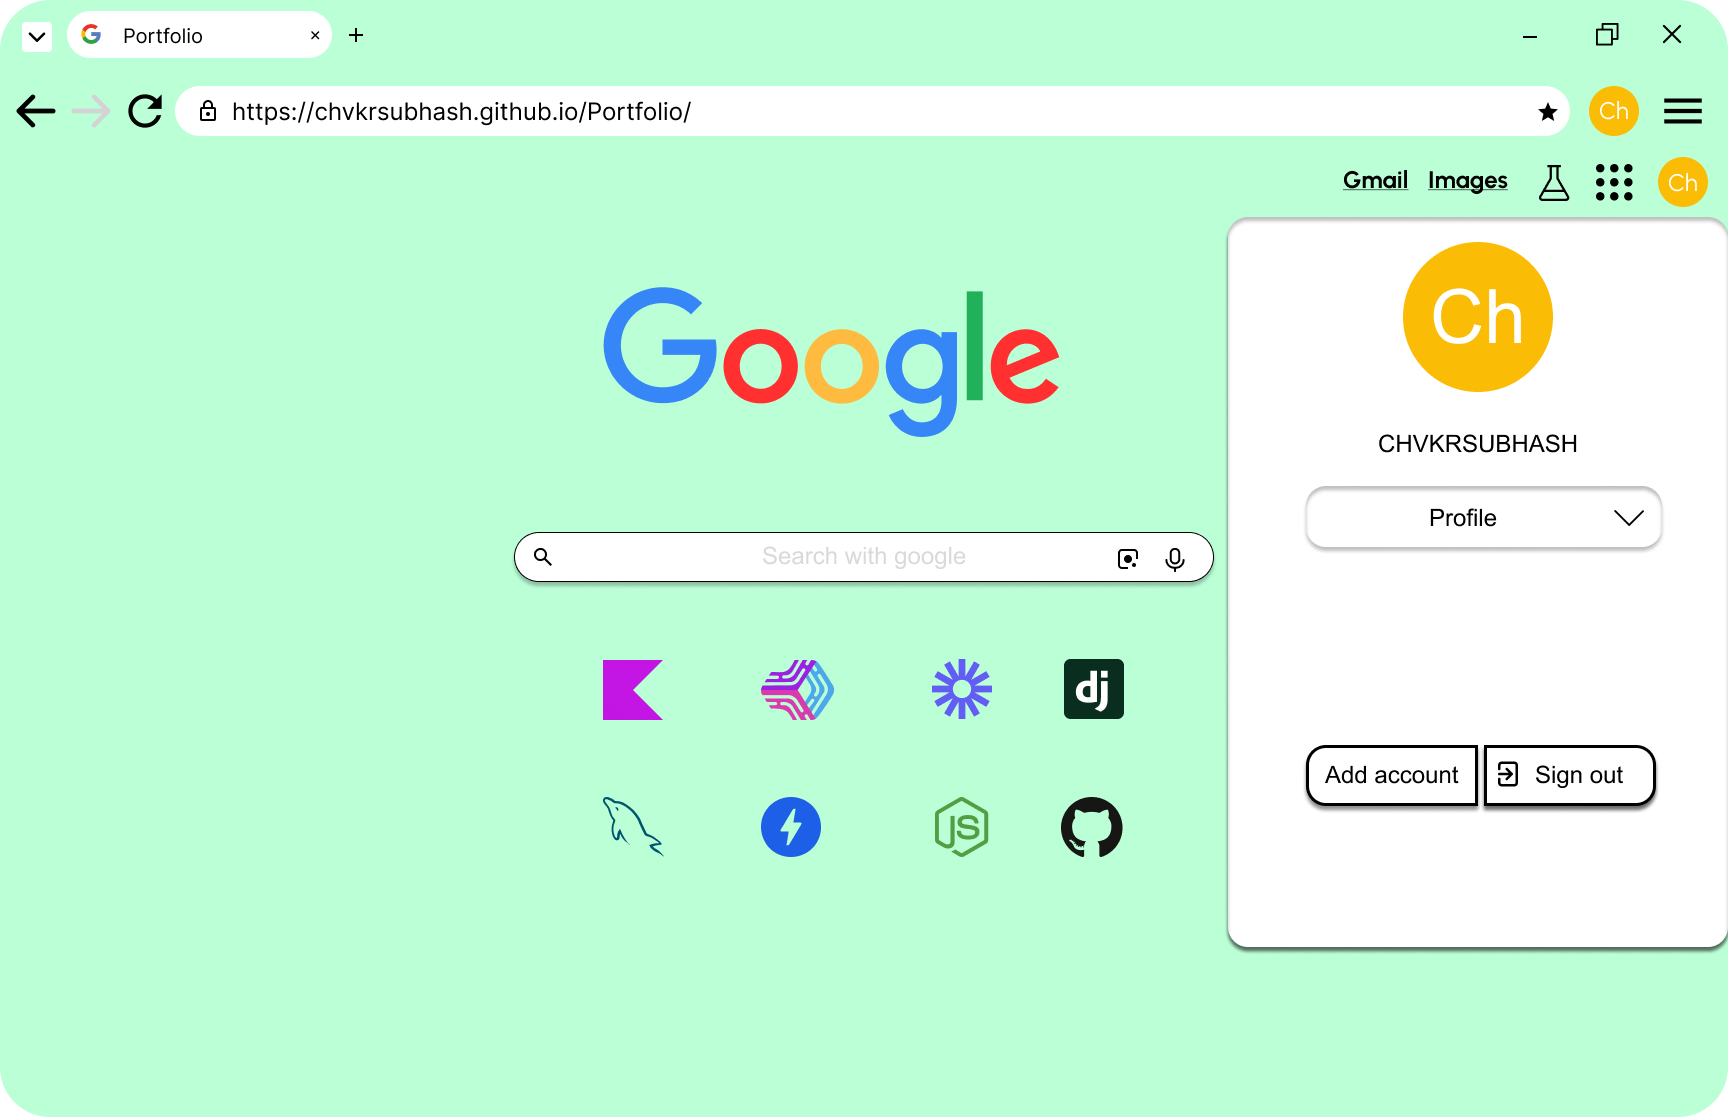 Portfolio
https://chvkrsubhash.github.io/Portfolio/
Ch
Gmail Images
Ch
Google
Ch
CHVKRSUBHASH
Profile
Search with google
dj
Add account
Sign out
JS